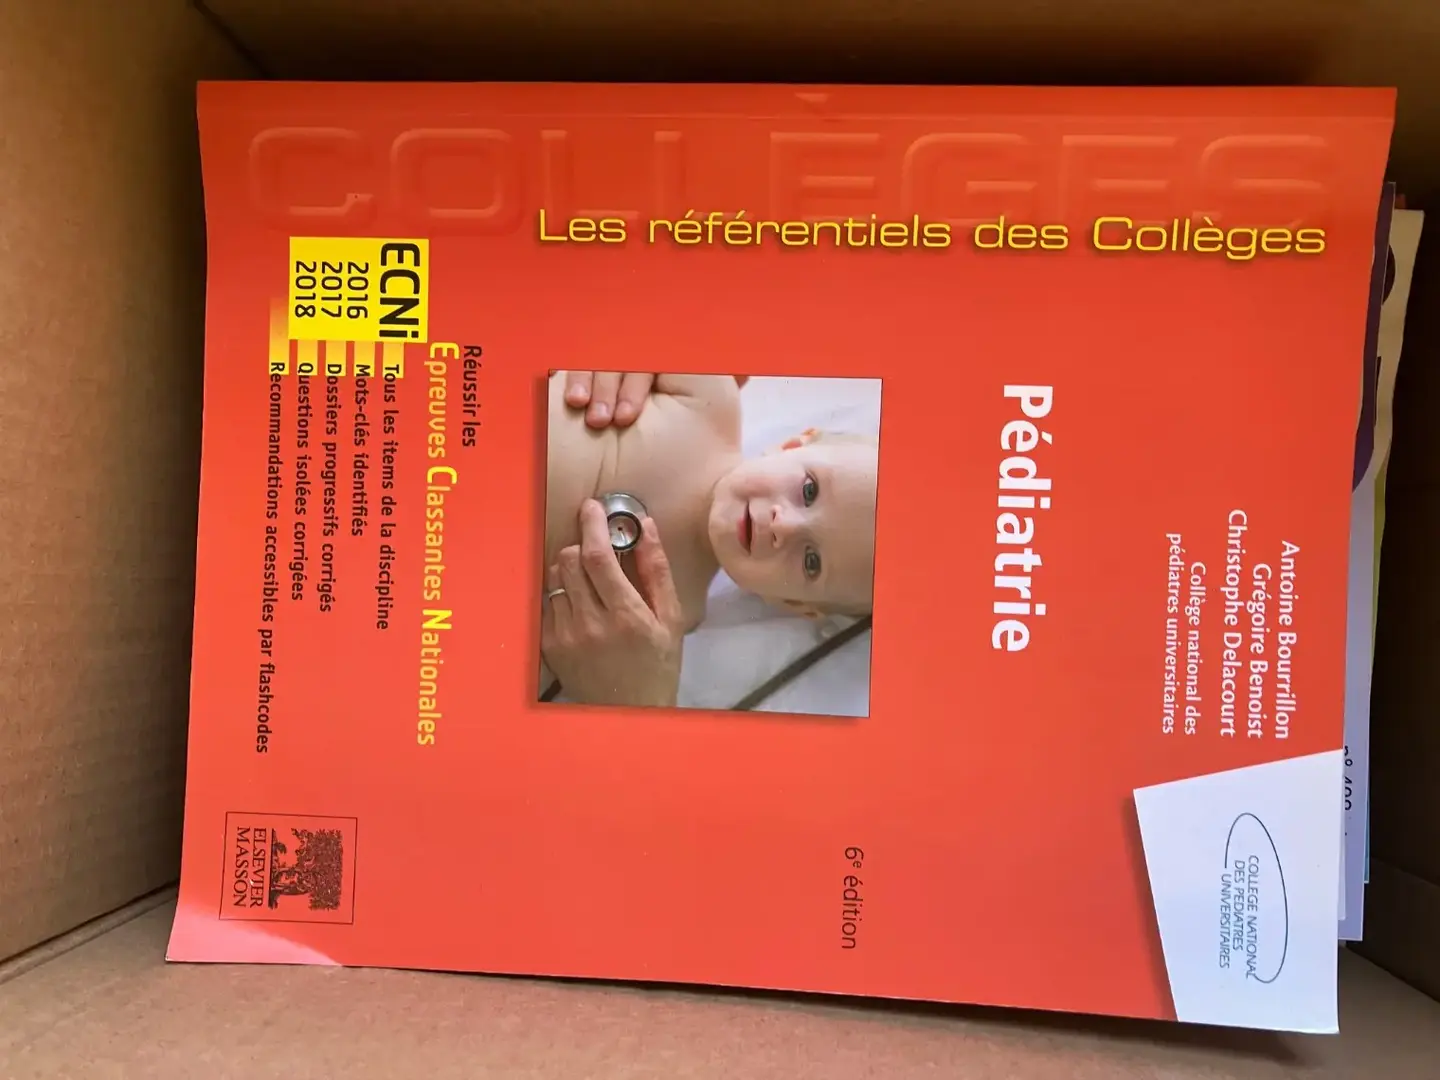 COLLÈGES
Les référentiels des Collèges
Antoine Bourrillon
Grégoire Benoist
Christophe Delacourt
Collège national des
pédiatres universitaires
COLLEGE NATIONAL
DES PEDIATRES
UNIVERSITAIRES
Pédiatrie
6e édition
Réussir les
Epreuves Classantes Nationales
ECNi
2016
2017
2018
Tous les items de la discipline
Mots-clés identifiés
Dossiers progressifs corrigés
Questions isolées corrigées
Recommandations accessibles par flashcodes
ELSEVIER
MASSON